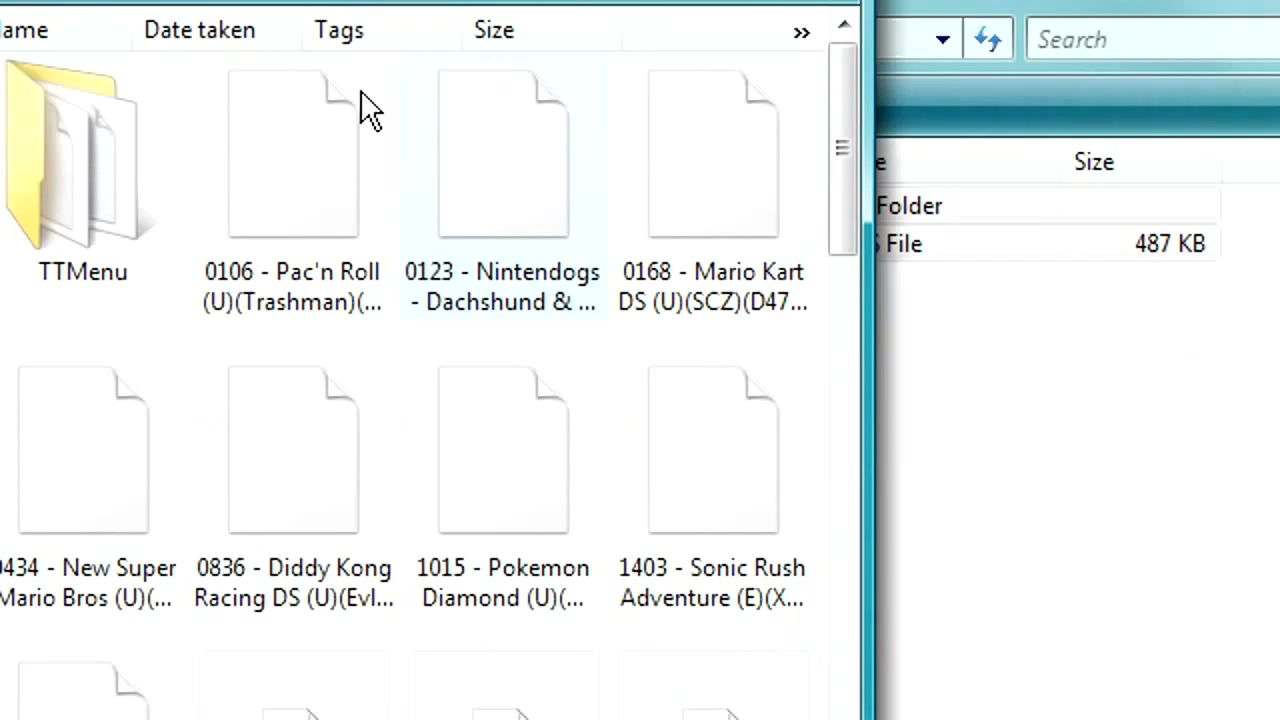 ame
Date taken
Tags
Size
»
Search
e
Size
Folder
S File
487 KB
TTMenu
0106 - Pac'n Roll
(U)(Trashman)(...
0123 - Nintendogs
- Dachshund & ...
0168 - Mario Kart
DS (U)(SCZ)(D47...
0434 - New Super
Mario Bros (U)(...
0836 - Diddy Kong
Racing DS (U)(Evl...
1015 - Pokemon
Diamond (U)(...
1403 - Sonic Rush
Adventure (E)(X...